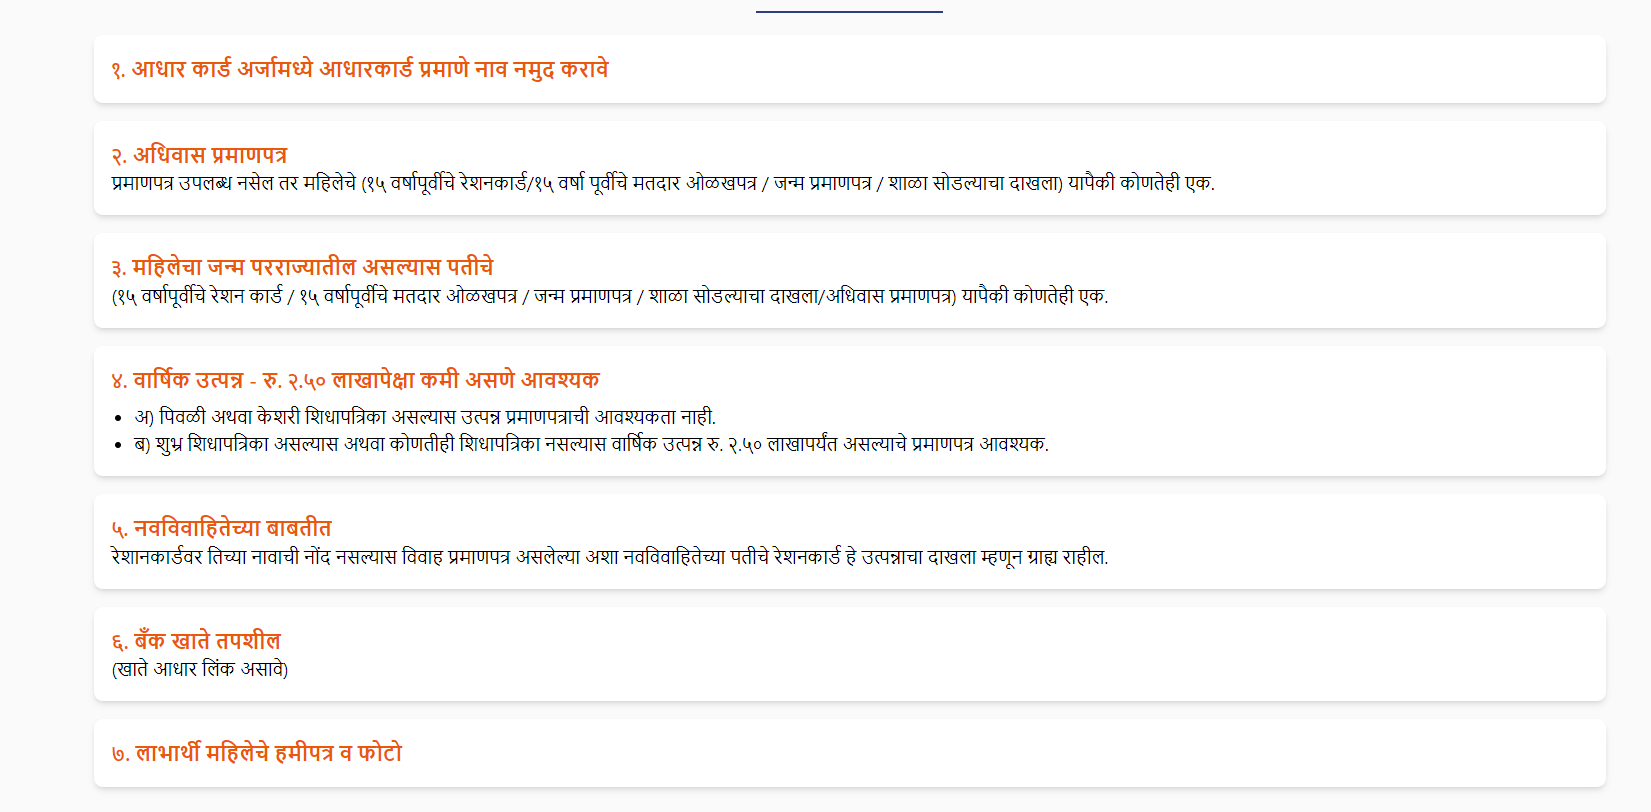 १. आधार कार्ड अर्जामध्ये आधारकार्ड प्रमाणे नाव नमुद करावे
२. अधिवास प्रमाणपत्र
प्रमाणपत्र उपलब्ध नसेल तर महिलेचे (१५ वर्षापूर्वीचे रेशनकार्ड/१५ वर्षा पूर्वीचे मतदार ओळखपत्र / जन्म प्रमाणपत्र / शाळा सोडल्याचा दाखला) यापैकी कोणतेही एक.
३. महिलेचा जन्म परराज्यातील असल्यास पतीचे
(१५ वर्षापूर्वीचे रेशन कार्ड / १५ वर्षापूर्वीचे मतदार ओळखपत्र / जन्म प्रमाणपत्र / शाळा सोडल्याचा दाखला/अधिवास प्रमाणपत्र) यापैकी कोणतेही एक.
४. वार्षिक उत्पन्न - रु. २.५० लाखापेक्षा कमी असणे आवश्यक
• अ) पिवळी अथवा केशरी शिधापत्रिका असल्यास उत्पन्न प्रमाणपत्राची आवश्यकता नाही.
• ब) शुभ्र शिधापत्रिका असल्यास अथवा कोणतीही शिधापत्रिका नसल्यास वार्षिक उत्पन्न रु. २.५० लाखापर्यंत असल्याचे प्रमाणपत्र आवश्यक.
५. नवविवाहितेच्या बाबतीत
रेशानकार्डवर तिच्या नावाची नोंद नसल्यास विवाह प्रमाणपत्र असलेल्या अशा नवविवाहितेच्या पतीचे रेशनकार्ड हे उत्पन्नाचा दाखला म्हणून ग्राह्य राहील.
६. बँक खाते तपशील
(खाते आधार लिंक असावे)
७. लाभार्थी महिलेचे हमीपत्र व फोटो